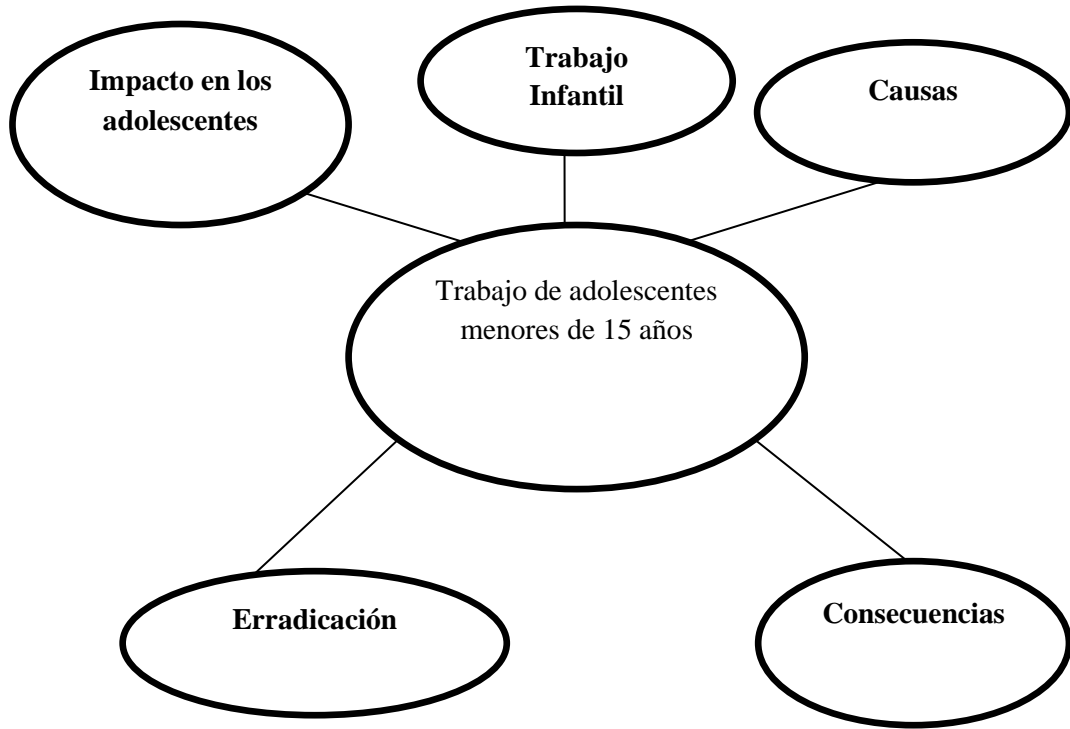 Impacto en los
adolescentes
Trabajo
Infantil
Causas
Trabajo de adolescentes
menores de 15 años
Erradicación
Consecuencias